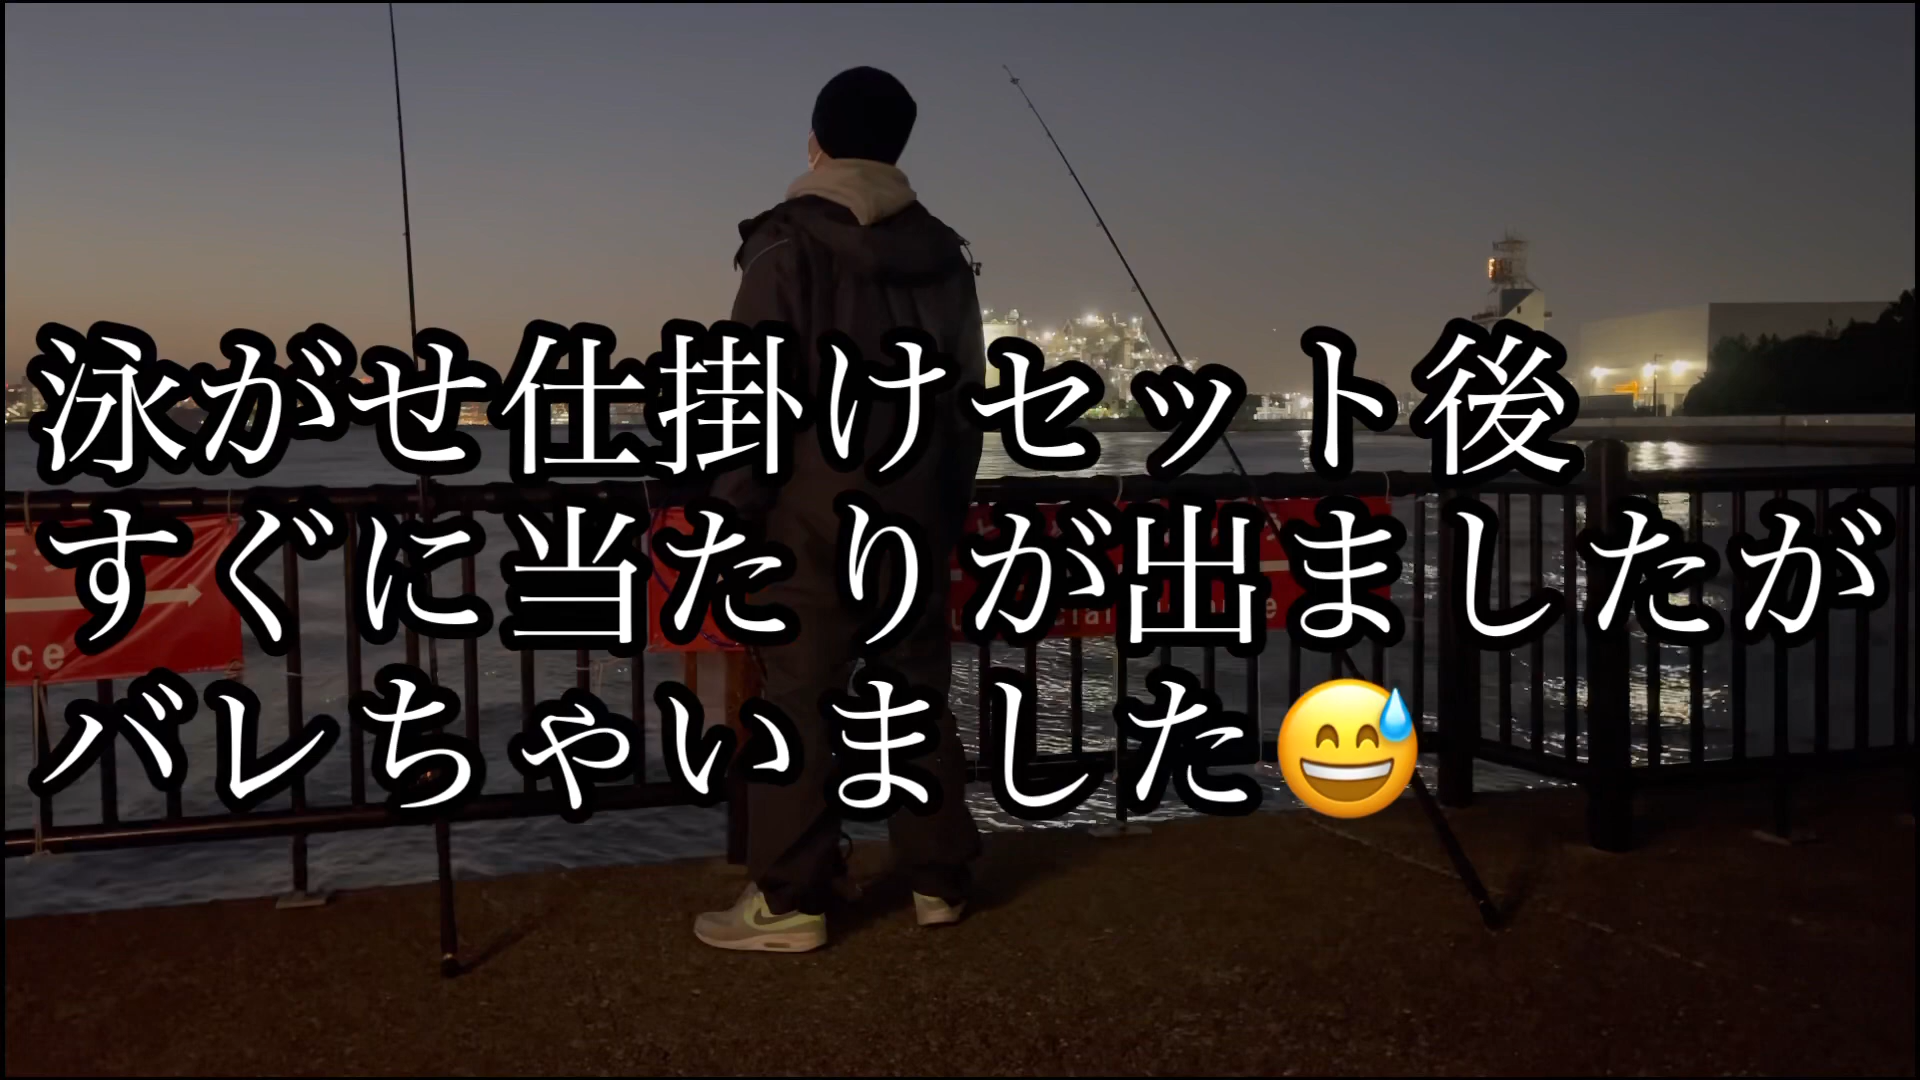 泳がせ仕掛けセット後
すぐに当たりが出ましたが
バレちゃいました😅
ce